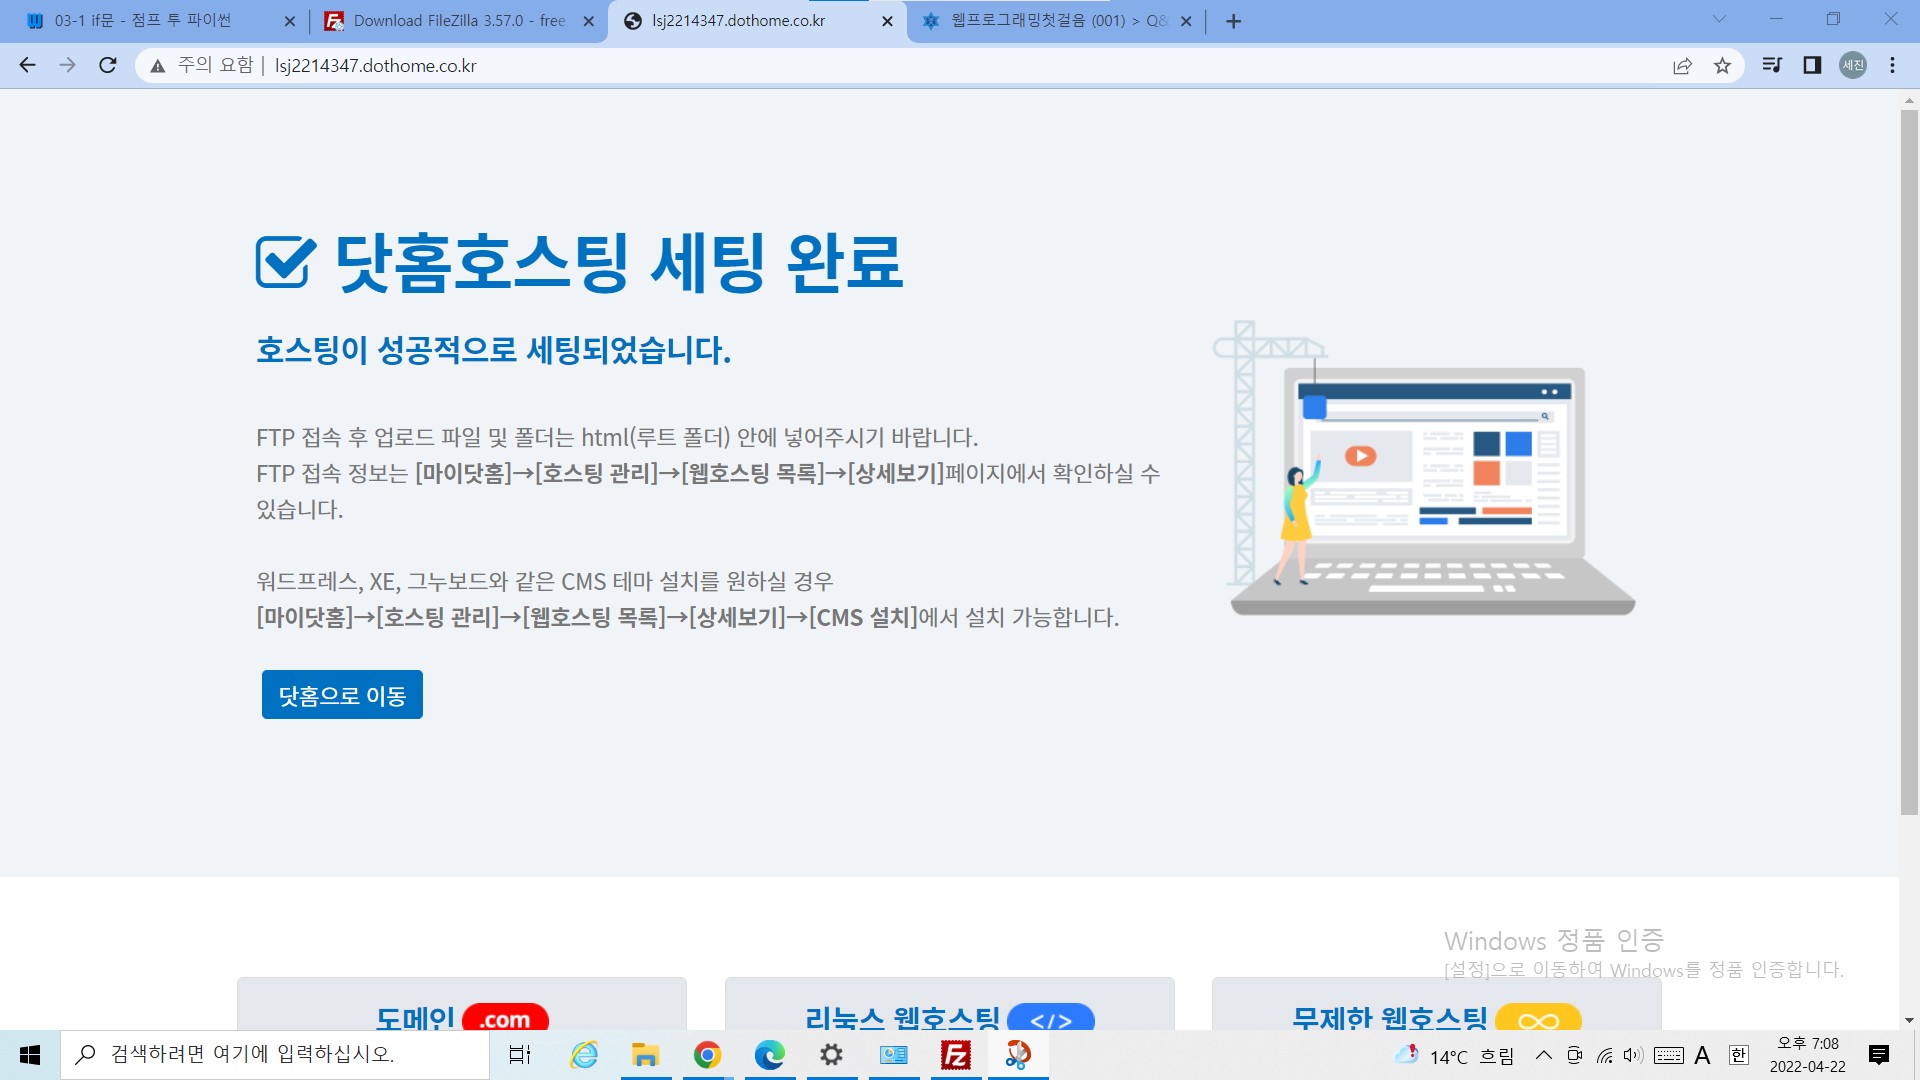 03-1 if문 - 점프 투 파이썬
Download FileZilla 3.57.0 - free
lsj2214347.dothome.co.kr
웹프로그래밍첫걸음 (001) > Q&
주의 요함 | lsj2214347.dothome.co.kr
세진
닷홈호스팅 세팅 완료
호스팅이 성공적으로 세팅되었습니다.
FTP 접속 후 업로드 파일 및 폴더는 html(루트 폴더) 안에 넣어주시기 바랍니다.
FTP 접속 정보는 [마이닷홈]→[호스팅 관리]→[웹호스팅 목록]→[상세보기]페이지에서 확인하실 수
있습니다.
워드프레스, XE, 그누보드와 같은 CMS 테마 설치를 원하실 경우
[마이닷홈]→[호스팅 관리]→[웹호스팅 목록]→[상세보기]→[CMS 설치]에서 설치 가능합니다.
닷홈으로 이동
Windows 정품 인증
[설정]으로 이동하여 Windows를 정품 인증합니다.
도메인 .com
리눅스 웹호스팅 </>
무제한 웹호스팅
검색하려면 여기에 입력하십시오.
14°C 흐림
A
한
오후 7:08
2022-04-22